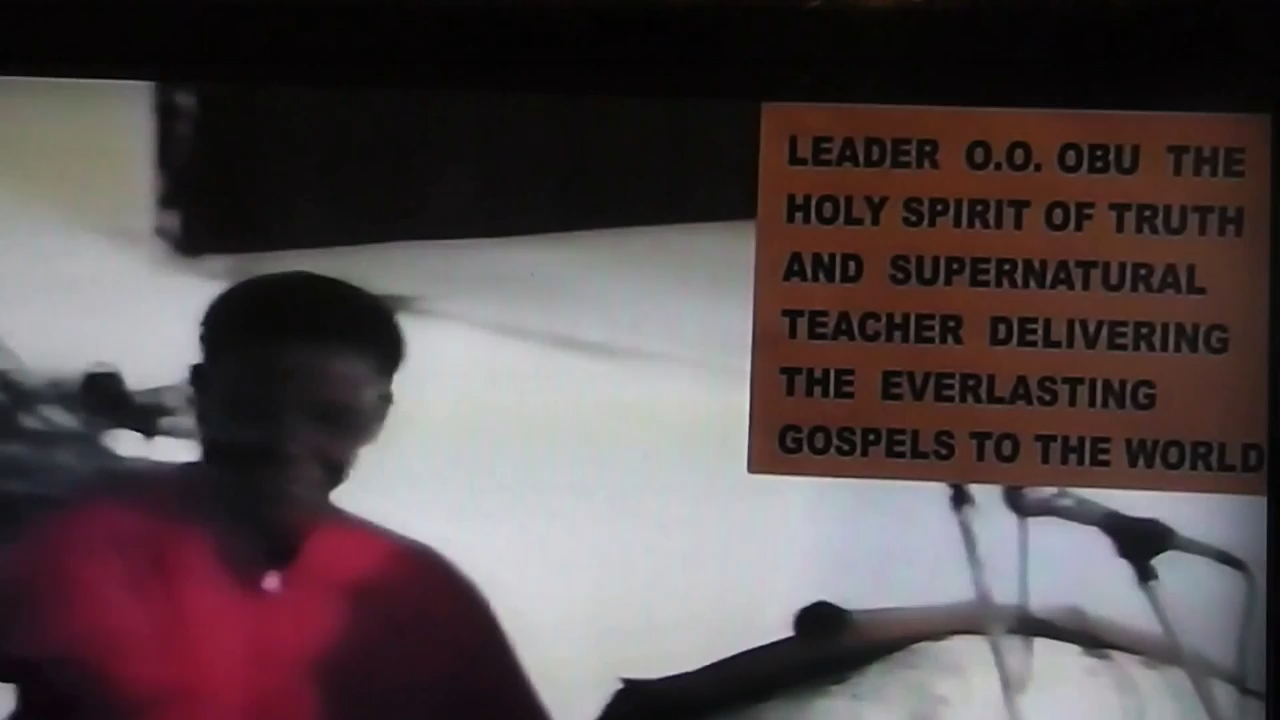 LEADER O.O. OBU THE
HOLY SPIRIT OF TRUTH
AND SUPERNATURAL
TEACHER DELIVERING
THE EVERLASTING
GOSPELS TO THE WORLD